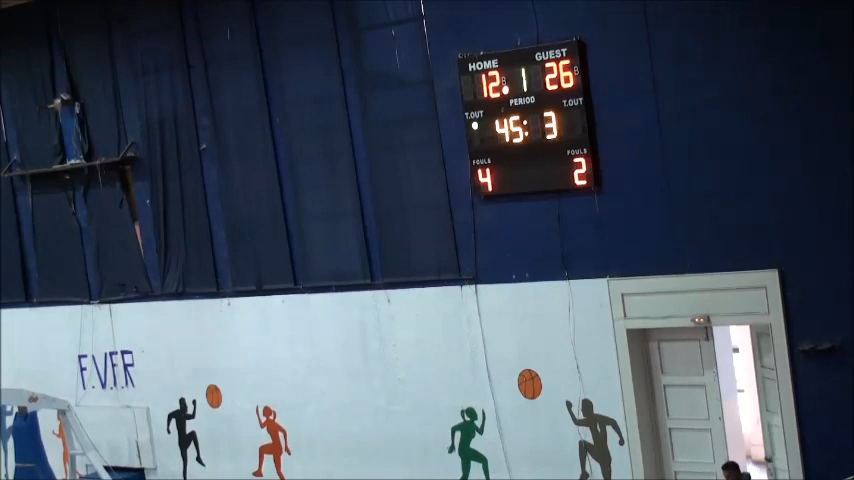 HOME GUEST
12 1 26
PERIOD
T.OUT T.OUT
45: 3
FOULS FOULS
4 2
F.V.F.R